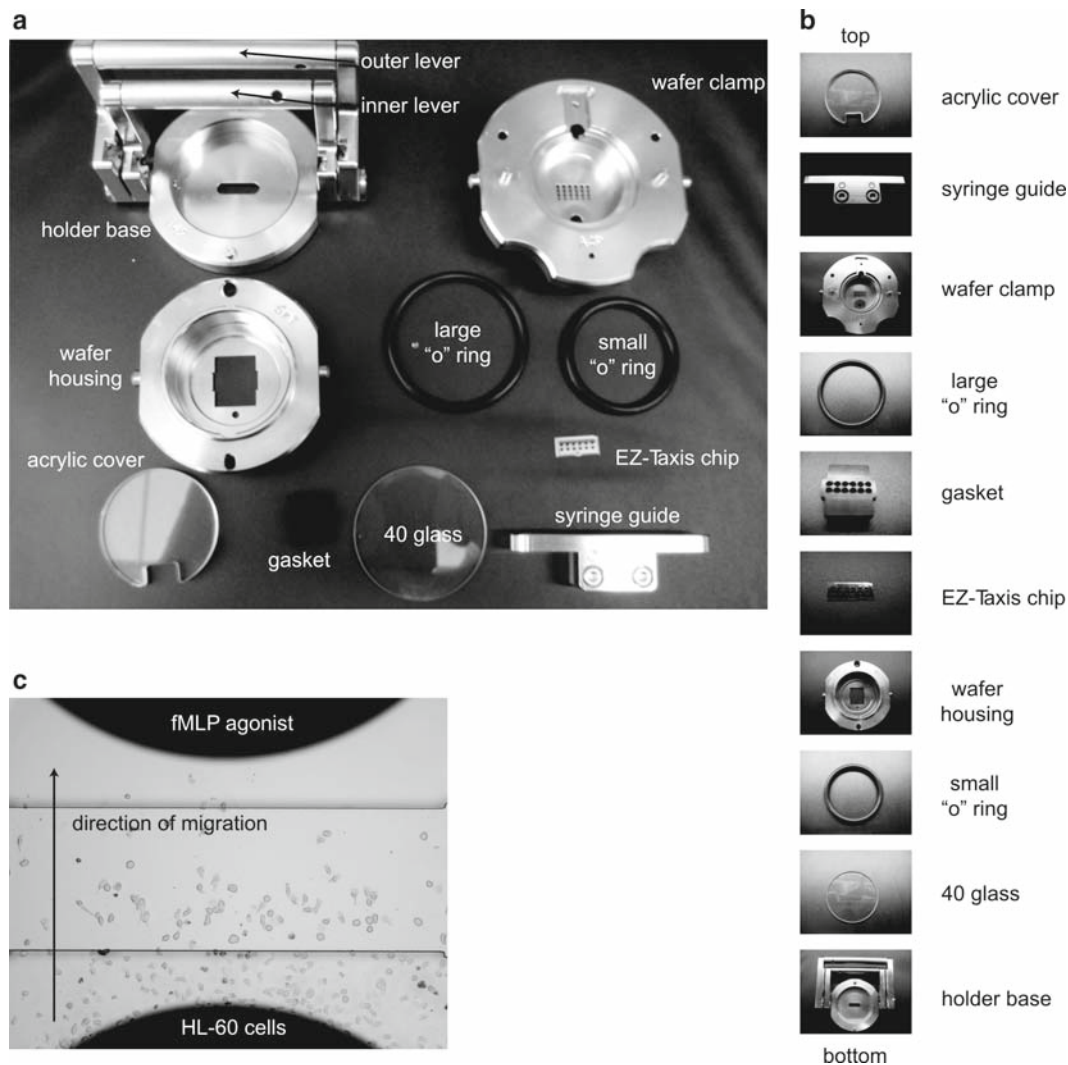 a
outer lever
inner lever
wafer clamp
holder base
wafer
housing
large
“o” ring
small
“o” ring
acrylic cover
EZ-Taxis chip
gasket
40 glass
syringe guide
b
top
acrylic cover
syringe guide
wafer clamp
large
“o” ring
gasket
EZ-Taxis chip
wafer
housing
small
“o” ring
40 glass
holder base
bottom
c
fMLP agonist
direction of migration
HL-60 cells